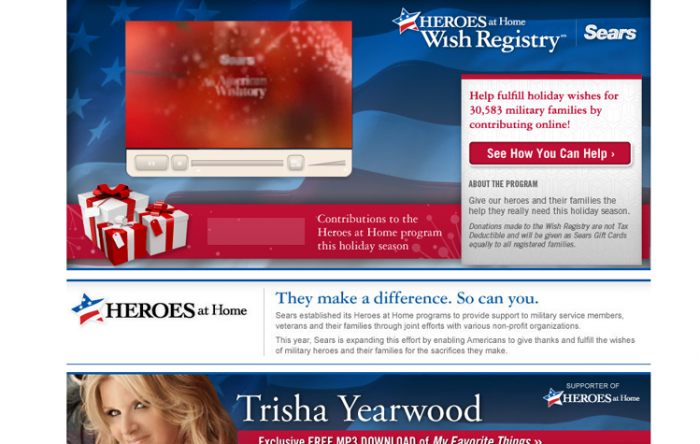 HEROES at Home
Wish Registry℠
Sears
Sears
An American
Wishtory
Help fulfill holiday wishes for
30,583 military families by
contributing online!
See How You Can Help ›
ABOUT THE PROGRAM
Give our heroes and their families the
help they really need this holiday season.
Donations made to the Wish Registry are not Tax
Deductible and will be given as Sears Gift Cards
equally to all registered families.
Contributions to the
Heroes at Home program
this holiday season
HEROES at Home
They make a difference. So can you.
Sears established its Heroes at Home programs to provide support to military service members,
veterans and their families through joint efforts with various non-profit organizations.
This year, Sears is expanding this effort by enabling Americans to give thanks and fulfill the wishes
of military heroes and their families for the sacrifices they make.
Trisha Yearwood
SUPPORTER OF
HEROES at Home
Exclusive FREE MP3 DOWNLOAD of My Favorite Things »